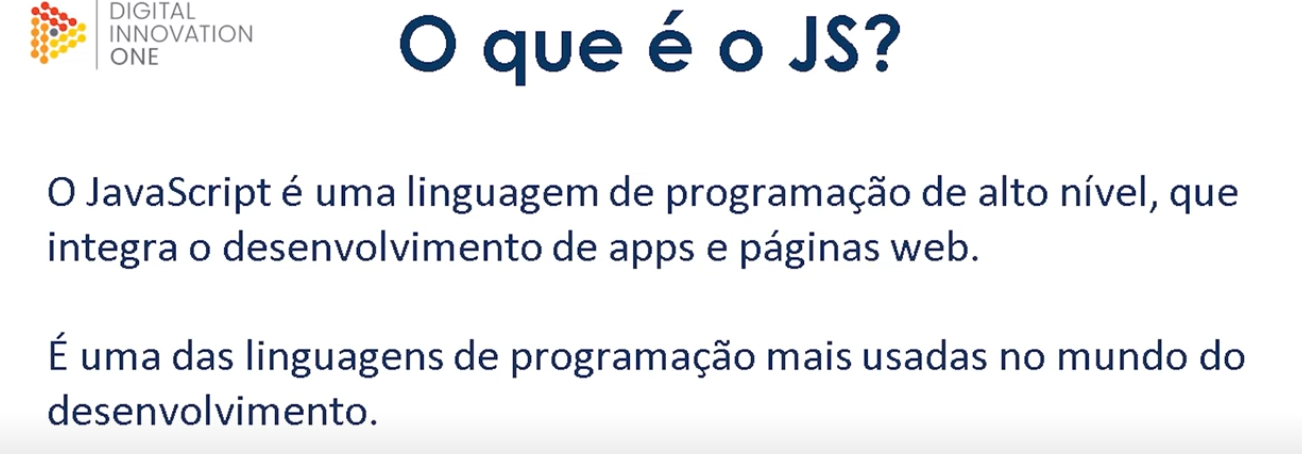 DIGITAL
INNOVATION
ONE
O que é o JS?
O JavaScript é uma linguagem de programação de alto nível, que
integra o desenvolvimento de apps e páginas web.
É uma das linguagens de programação mais usadas no mundo do
desenvolvimento.